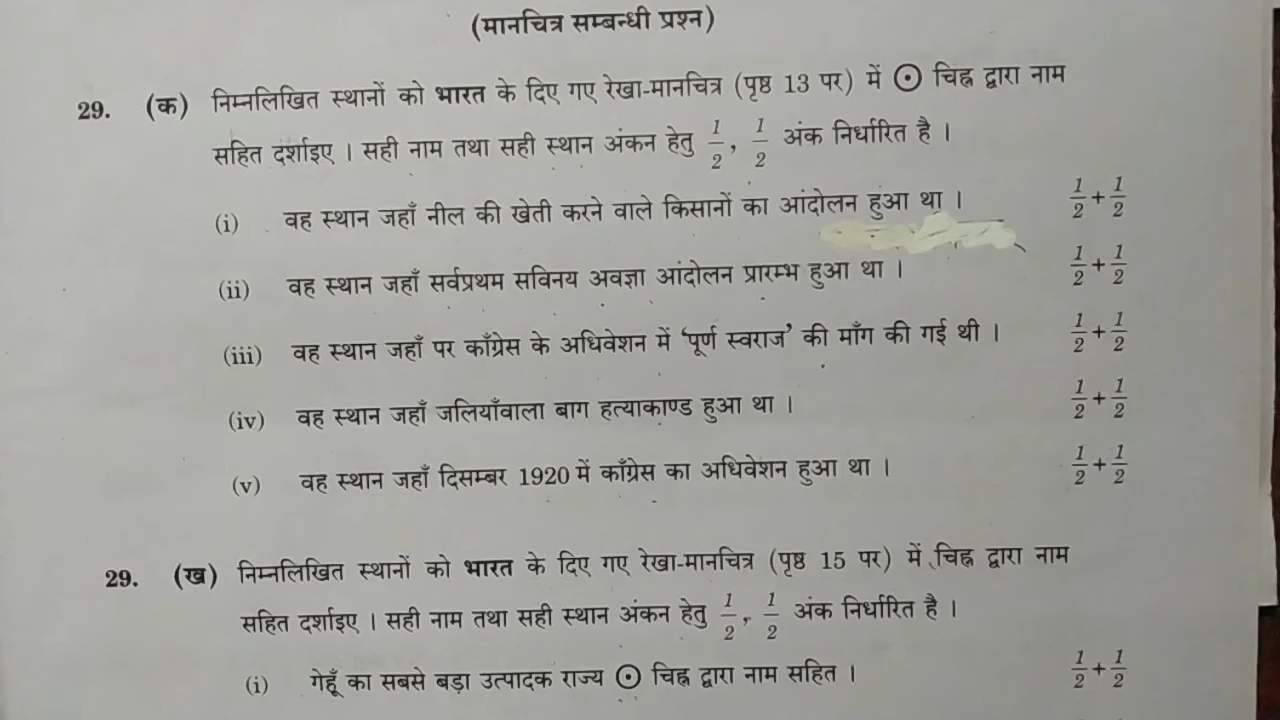 (मानचित्र सम्बन्धी प्रश्न)
29. (क) निम्नलिखित स्थानों को भारत के दिए गए रेखा-मानचित्र (पृष्ठ 13 पर) में ⊙ चिह्न द्वारा नाम
सहित दर्शाइए । सही नाम तथा सही स्थान अंकन हेतु 1/2, 1/2 अंक निर्धारित है ।
(i) वह स्थान जहाँ नील की खेती करने वाले किसानों का आंदोलन हुआ था । 1/2 + 1/2
(ii) वह स्थान जहाँ सर्वप्रथम सविनय अवज्ञा आंदोलन प्रारम्भ हुआ था । 1/2 + 1/2
(iii) वह स्थान जहाँ पर काँग्रेस के अधिवेशन में ‘पूर्ण स्वराज’ की माँग की गई थी । 1/2 + 1/2
(iv) वह स्थान जहाँ जलियाँवाला बाग हत्याकाण्ड हुआ था । 1/2 + 1/2
(v) वह स्थान जहाँ दिसम्बर 1920 में काँग्रेस का अधिवेशन हुआ था । 1/2 + 1/2
29. (ख) निम्नलिखित स्थानों को भारत के दिए गए रेखा-मानचित्र (पृष्ठ 15 पर) में चिह्न द्वारा नाम
सहित दर्शाइए । सही नाम तथा सही स्थान अंकन हेतु 1/2, 1/2 अंक निर्धारित है ।
(i) गेहूँ का सबसे बड़ा उत्पादक राज्य ⊙ चिह्न द्वारा नाम सहित । 1/2 + 1/2